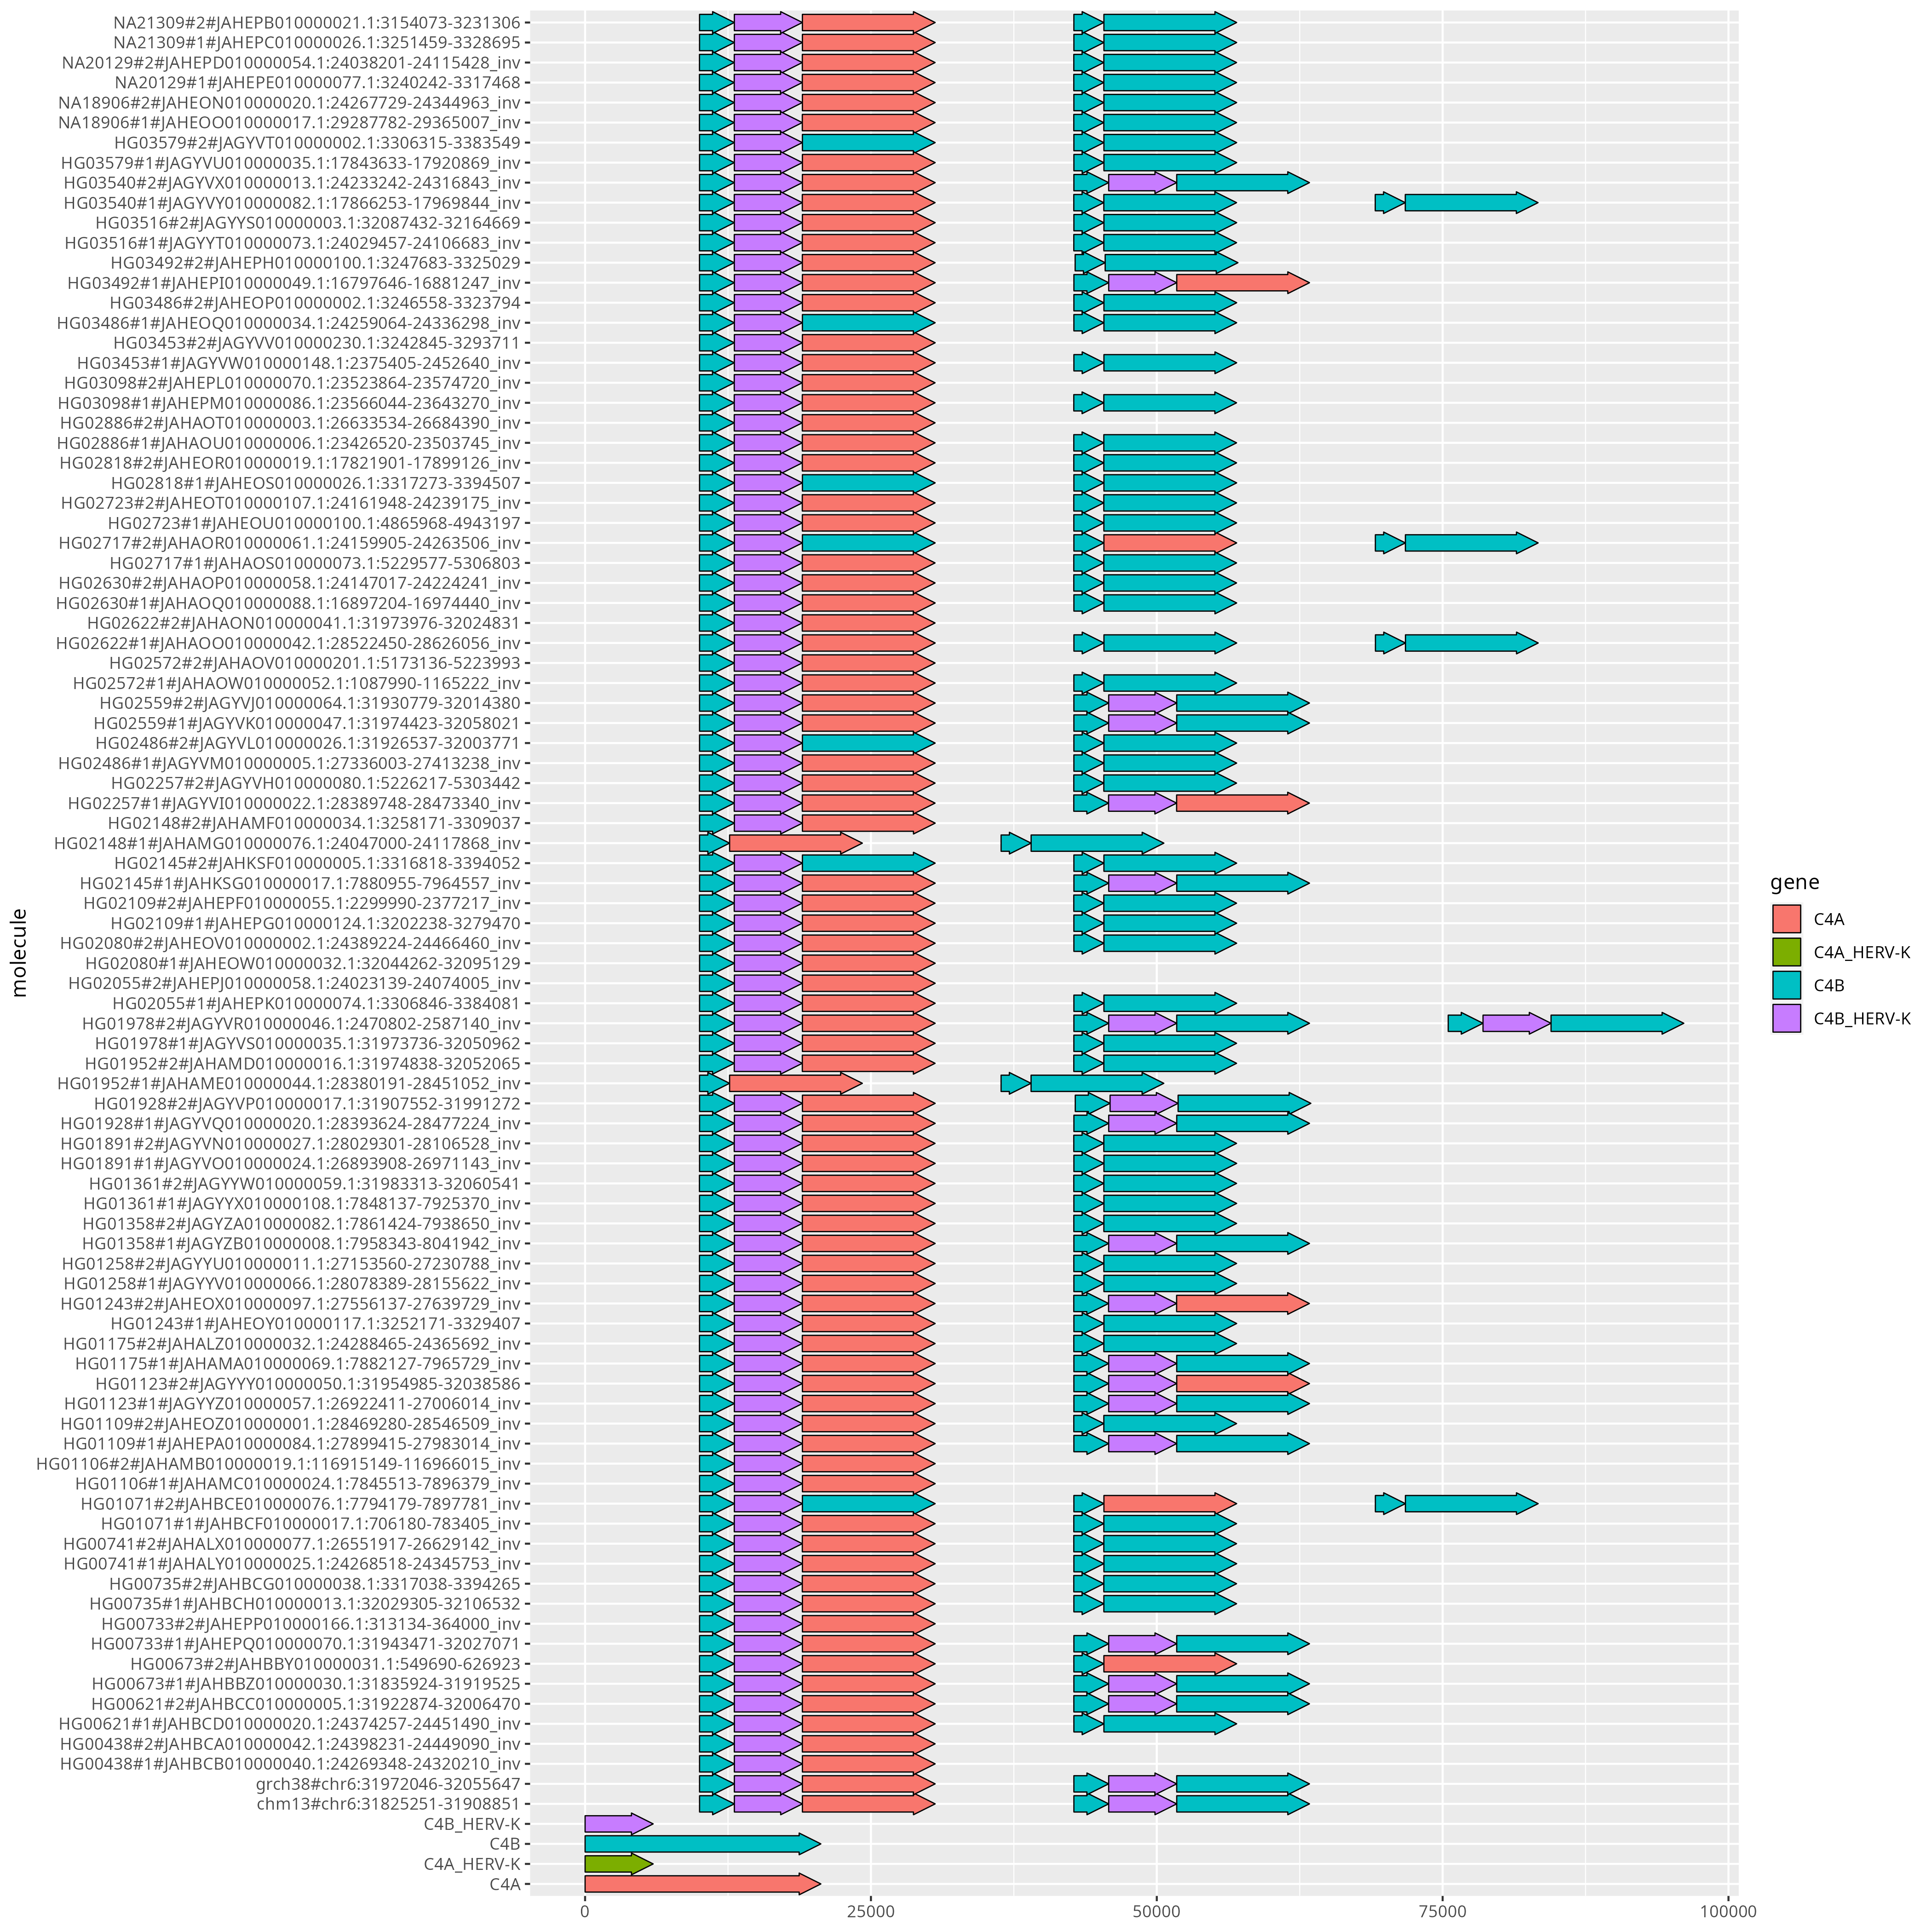 NA21309#2#JAHEPB010000021.1:3154073-3231306
NA21309#1#JAHEPC010000026.1:3251459-3328695
NA20129#2#JAHEPD010000054.1:24038201-24115428_inv
NA20129#1#JAHEPE010000077.1:3240242-3317468
NA18906#2#JAHEON010000020.1:24267729-24344963_inv
NA18906#1#JAHEOO010000017.1:29287782-29365007_inv
HG03579#2#JAGYVT010000002.1:3306315-3383549
HG03579#1#JAGYVU010000035.1:17843633-17920869_inv
HG03540#2#JAGYVX010000013.1:24233242-24316843_inv
HG03540#1#JAGYVY010000082.1:17866253-17969844_inv
HG03516#2#JAGYYS010000003.1:32087432-32164669
HG03516#1#JAGYYT010000073.1:24029457-24106683_inv
HG03492#2#JAHEPH010000100.1:3247683-3325029
HG03492#1#JAHEPI010000049.1:16797646-16881247_inv
HG03486#2#JAHEOP010000002.1:3246558-3323794
HG03486#1#JAHEOQ010000034.1:24259064-24336298_inv
HG03453#2#JAGYVV010000230.1:3242845-3293711
HG03453#1#JAGYVW010000148.1:2375405-2452640_inv
HG03098#2#JAHEPL010000070.1:23523864-23574720_inv
HG03098#1#JAHEPM010000086.1:23566044-23643270_inv
HG02886#2#JAHAOT010000003.1:26633534-26684390_inv
HG02886#1#JAHAOU010000006.1:23426520-23503745_inv
HG02818#2#JAHEOR010000019.1:17821901-17899126_inv
HG02818#1#JAHEOS010000026.1:3317273-3394507
HG02723#2#JAHEOT010000107.1:24161948-24239175_inv
HG02723#1#JAHEOU010000100.1:4865968-4943197
HG02717#2#JAHAOR010000061.1:24159905-24263506_inv
HG02717#1#JAHAOS010000073.1:5229577-5306803
HG02630#2#JAHAOP010000058.1:24147017-24224241_inv
HG02630#1#JAHAOQ010000088.1:16897204-16974440_inv
HG02622#2#JAHAON010000041.1:31973976-32024831
HG02622#1#JAHAOO010000042.1:28522450-28626056_inv
HG02572#2#JAHAOV010000201.1:5173136-5223993
HG02572#1#JAHAOW010000052.1:1087990-1165222_inv
HG02559#2#JAGYVJ010000064.1:31930779-32014380
HG02559#1#JAGYVK010000047.1:31974423-32058021
HG02486#2#JAGYVL010000026.1:31926537-32003771
HG02486#1#JAGYVM010000005.1:27336003-27413238_inv
HG02257#2#JAGYVH010000080.1:5226217-5303442
HG02257#1#JAGYVI010000022.1:28389748-28473340_inv
HG02148#2#JAHAMF010000034.1:3258171-3309037
HG02148#1#JAHAMG010000076.1:24047000-24117868_inv
HG02145#2#JAHKSF010000005.1:3316818-3394052
HG02145#1#JAHKSG010000017.1:7880955-7964557_inv
HG02109#2#JAHEPF010000055.1:2299990-2377217_inv
HG02109#1#JAHEPG010000124.1:3202238-3279470
HG02080#2#JAHEOV010000002.1:24389224-24466460_inv
HG02080#1#JAHEOW010000032.1:32044262-32095129
HG02055#2#JAHEPJ010000058.1:24023139-24074005_inv
HG02055#1#JAHEPK010000074.1:3306846-3384081
HG01978#2#JAGYVR010000046.1:2470802-2587140_inv
HG01978#1#JAGYVS010000035.1:31973736-32050962
HG01952#2#JAHAMD010000016.1:31974838-32052065
HG01952#1#JAHAME010000044.1:28380191-28451052_inv
HG01928#2#JAGYVP010000017.1:31907552-31991272
HG01928#1#JAGYVQ010000020.1:28393624-28477224_inv
HG01891#2#JAGYVN010000027.1:28029301-28106528_inv
HG01891#1#JAGYVO010000024.1:26893908-26971143_inv
HG01361#2#JAGYYW010000059.1:31983313-32060541
HG01361#1#JAGYYX010000108.1:7848137-7925370_inv
HG01358#2#JAGYZA010000082.1:7861424-7938650_inv
HG01358#1#JAGYZB010000008.1:7958343-8041942_inv
HG01258#2#JAGYYU010000011.1:27153560-27230788_inv
HG01258#1#JAGYYV010000066.1:28078389-28155622_inv
HG01243#2#JAHEOX010000097.1:27556137-27639729_inv
HG01243#1#JAHEOY010000117.1:3252171-3329407
HG01175#2#JAHALZ010000032.1:24288465-24365692_inv
HG01175#1#JAHAMA010000069.1:7882127-7965729_inv
HG01123#2#JAGYYY010000050.1:31954985-32038586
HG01123#1#JAGYYZ010000057.1:26922411-27006014_inv
HG01109#2#JAHEOZ010000001.1:28469280-28546509_inv
HG01109#1#JAHEPA010000084.1:27899415-27983014_inv
HG01106#2#JAHAMB010000019.1:116915149-116966015_inv
HG01106#1#JAHAMC010000024.1:7845513-7896379_inv
HG01071#2#JAHBCE010000076.1:7794179-7897781_inv
HG01071#1#JAHBCF010000017.1:706180-783405_inv
HG00741#2#JAHALX010000077.1:26551917-26629142_inv
HG00741#1#JAHALY010000025.1:24268518-24345753_inv
HG00735#2#JAHBCG010000038.1:3317038-3394265
HG00735#1#JAHBCH010000013.1:32029305-32106532
HG00733#2#JAHEPP010000166.1:313134-364000_inv
HG00733#1#JAHEPQ010000070.1:31943471-32027071
HG00673#2#JAHBBY010000031.1:549690-626923
HG00673#1#JAHBBZ010000030.1:31835924-31919525
HG00621#2#JAHBCC010000005.1:31922874-32006470
HG00621#1#JAHBCD010000020.1:24374257-24451490_inv
HG00438#2#JAHBCA010000042.1:24398231-24449090_inv
HG00438#1#JAHBCB010000040.1:24269348-24320210_inv
grch38#chr6:31972046-32055647
chm13#chr6:31825251-31908851
C4B_HERV-K
C4B
C4A_HERV-K
C4A
0 25000 50000 75000 100000
molecule
gene
C4A
C4A_HERV-K
C4B
C4B_HERV-K